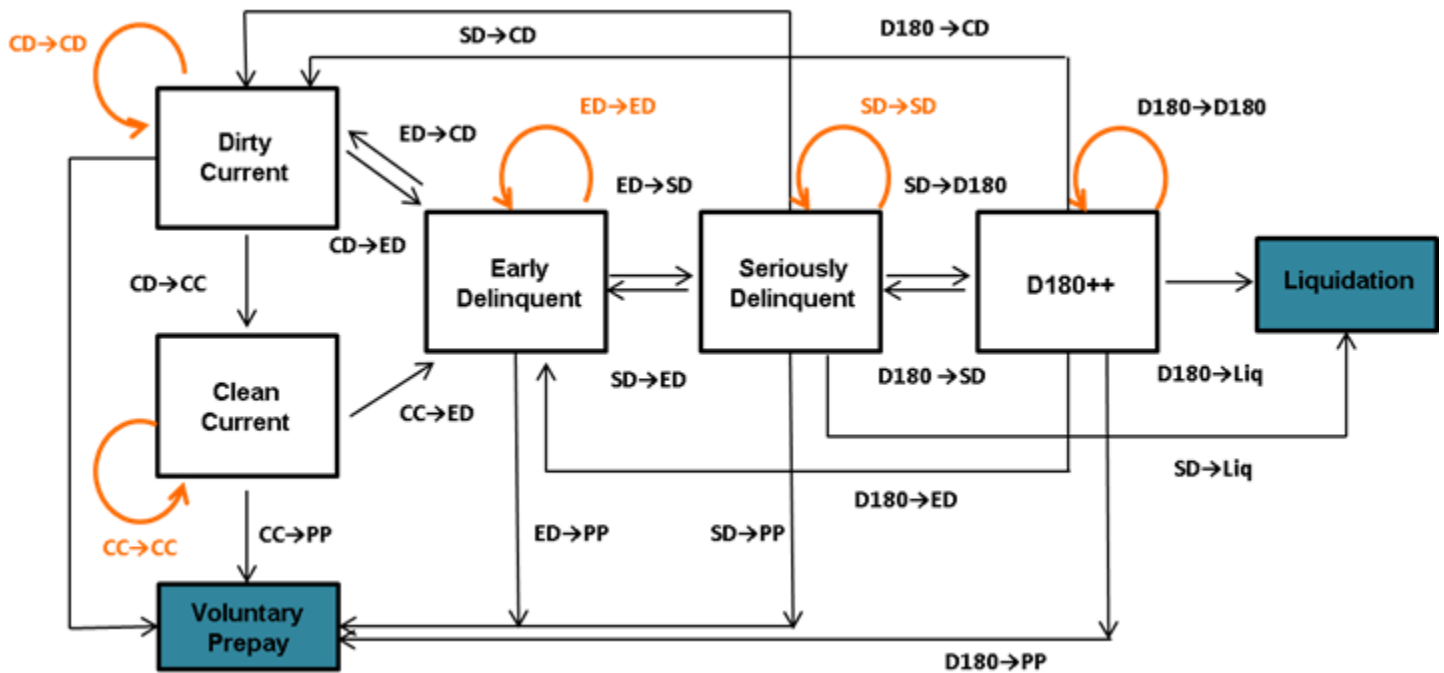 D180 →CD
SD→CD
CD→CD
ED→ED
SD→SD
D180→D180
ED→CD
Dirty
Current
ED→SD
SD→D180
CD→ED
Early
Delinquent
Seriously
Delinquent
D180++
Liquidation
CD→CC
SD→ED
D180 →SD
D180→Liq
Clean
Current
CC→ED
SD→Liq
D180→ED
CC→PP
ED→PP
SD→PP
CC→CC
Voluntary
Prepay
D180→PP